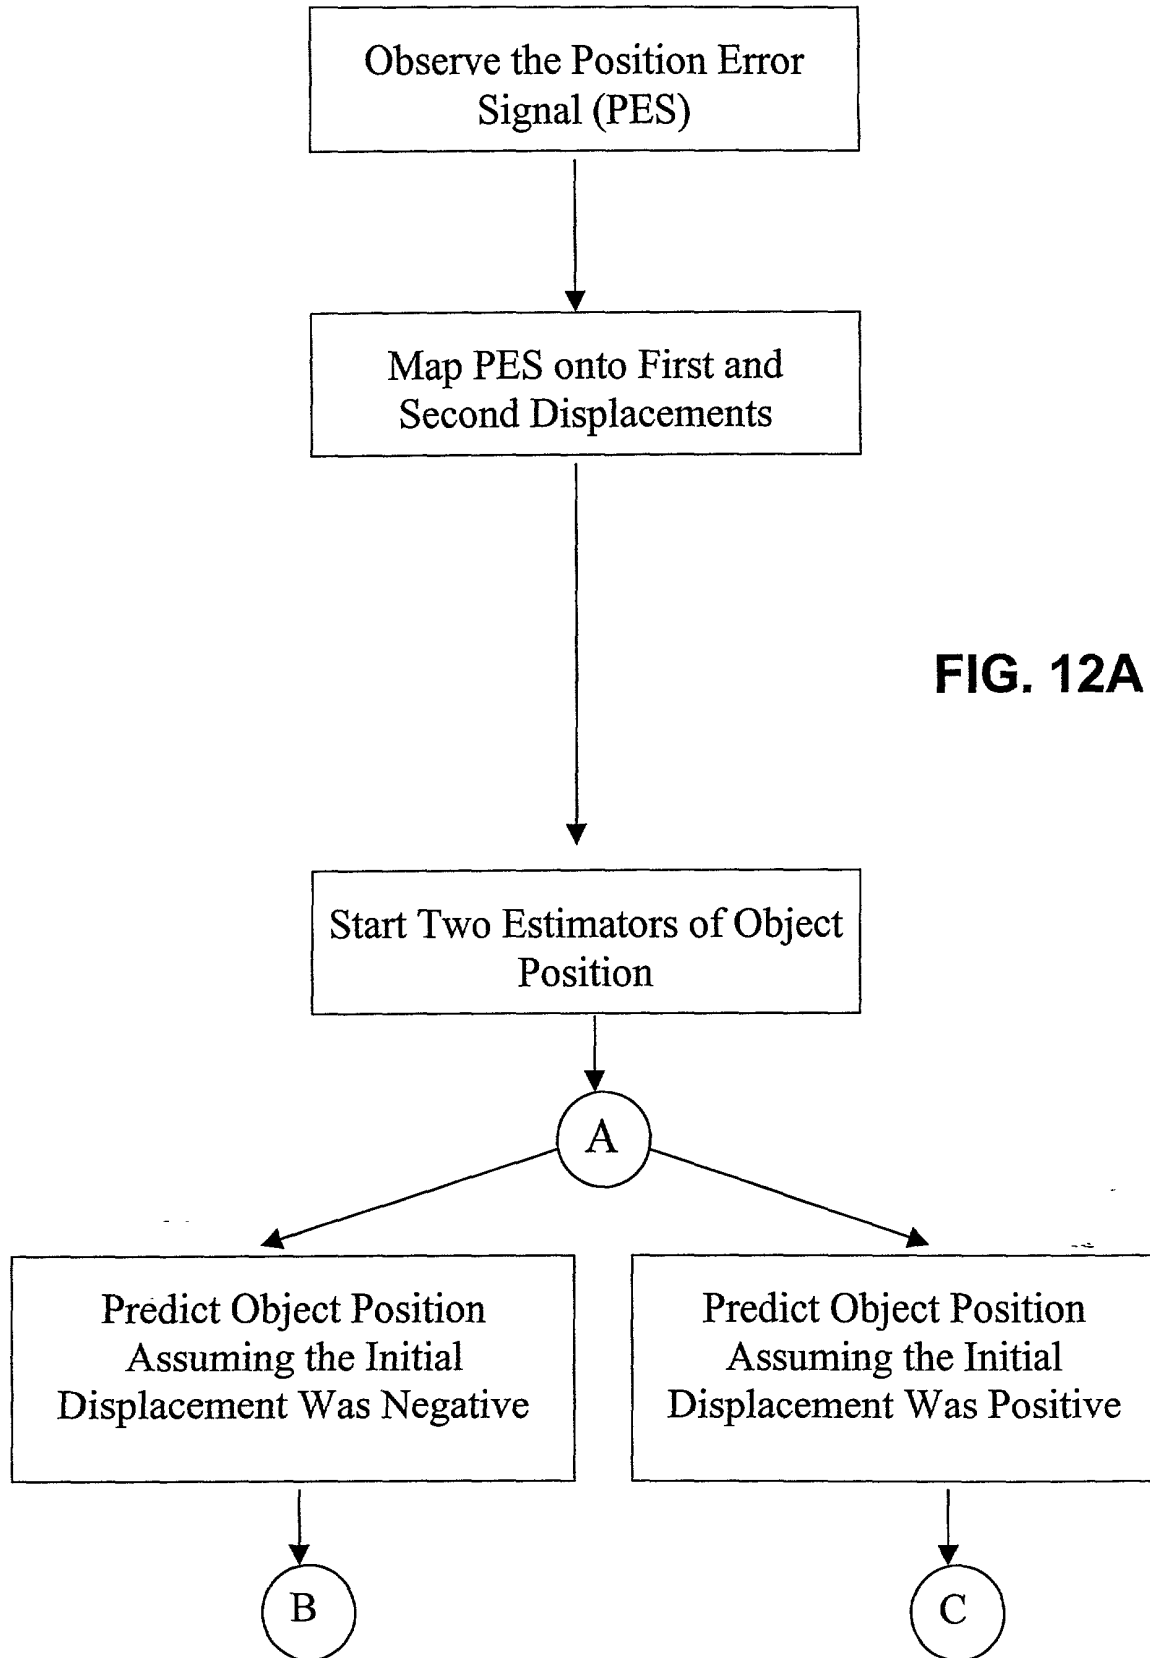 Observe the Position Error
Signal (PES)
Map PES onto First and
Second Displacements
FIG. 12A
Start Two Estimators of Object
Position
A
Predict Object Position
Assuming the Initial
Displacement Was Negative
Predict Object Position
Assuming the Initial
Displacement Was Positive
B
C